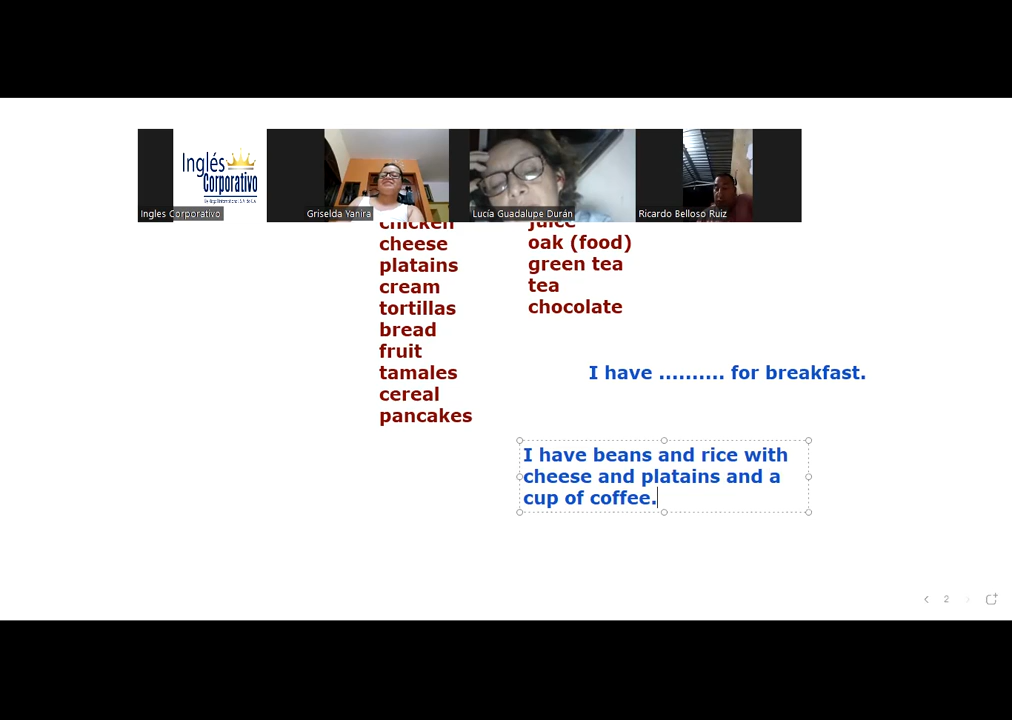 Inglés
Corporativo
Ingles Corporativo
Griselda Yanira
Lucía Guadalupe Durán
Ricardo Belloso Ruiz
chicken
cheese
platains
cream
tortillas
bread
fruit
tamales
cereal
pancakes
juice
oak (food)
green tea
tea
chocolate
I have .......... for breakfast.
I have beans and rice with
cheese and platains and a
cup of coffee.
2